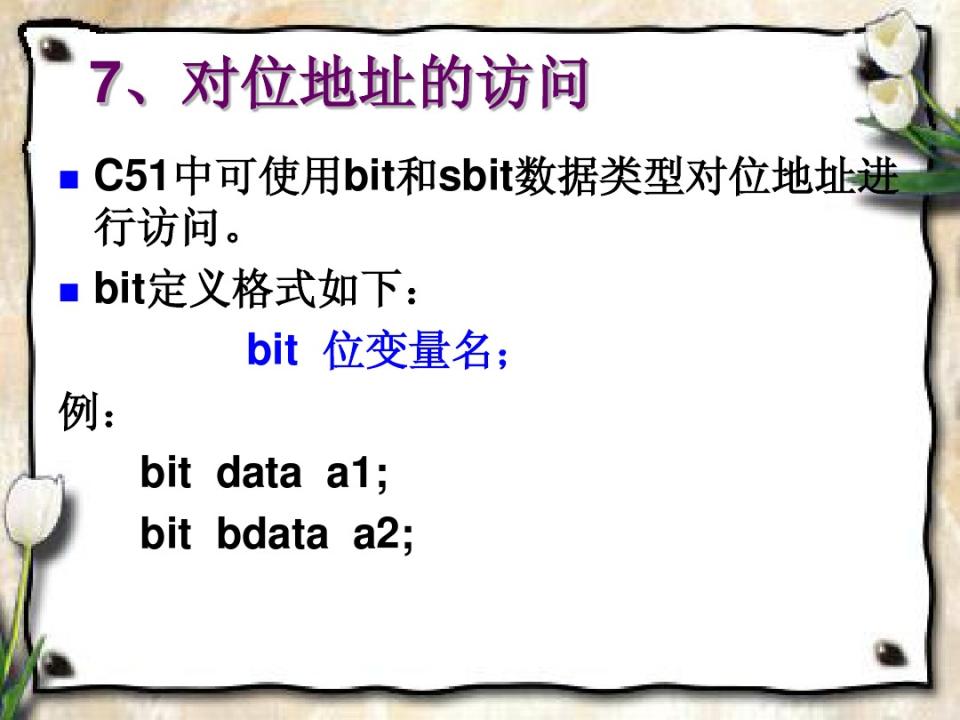 7、对位地址的访问
C51中可使用bit和sbit数据类型对位地址进
行访问。
bit定义格式如下：
bit 位变量名；
例：
bit data a1;
bit bdata a2;